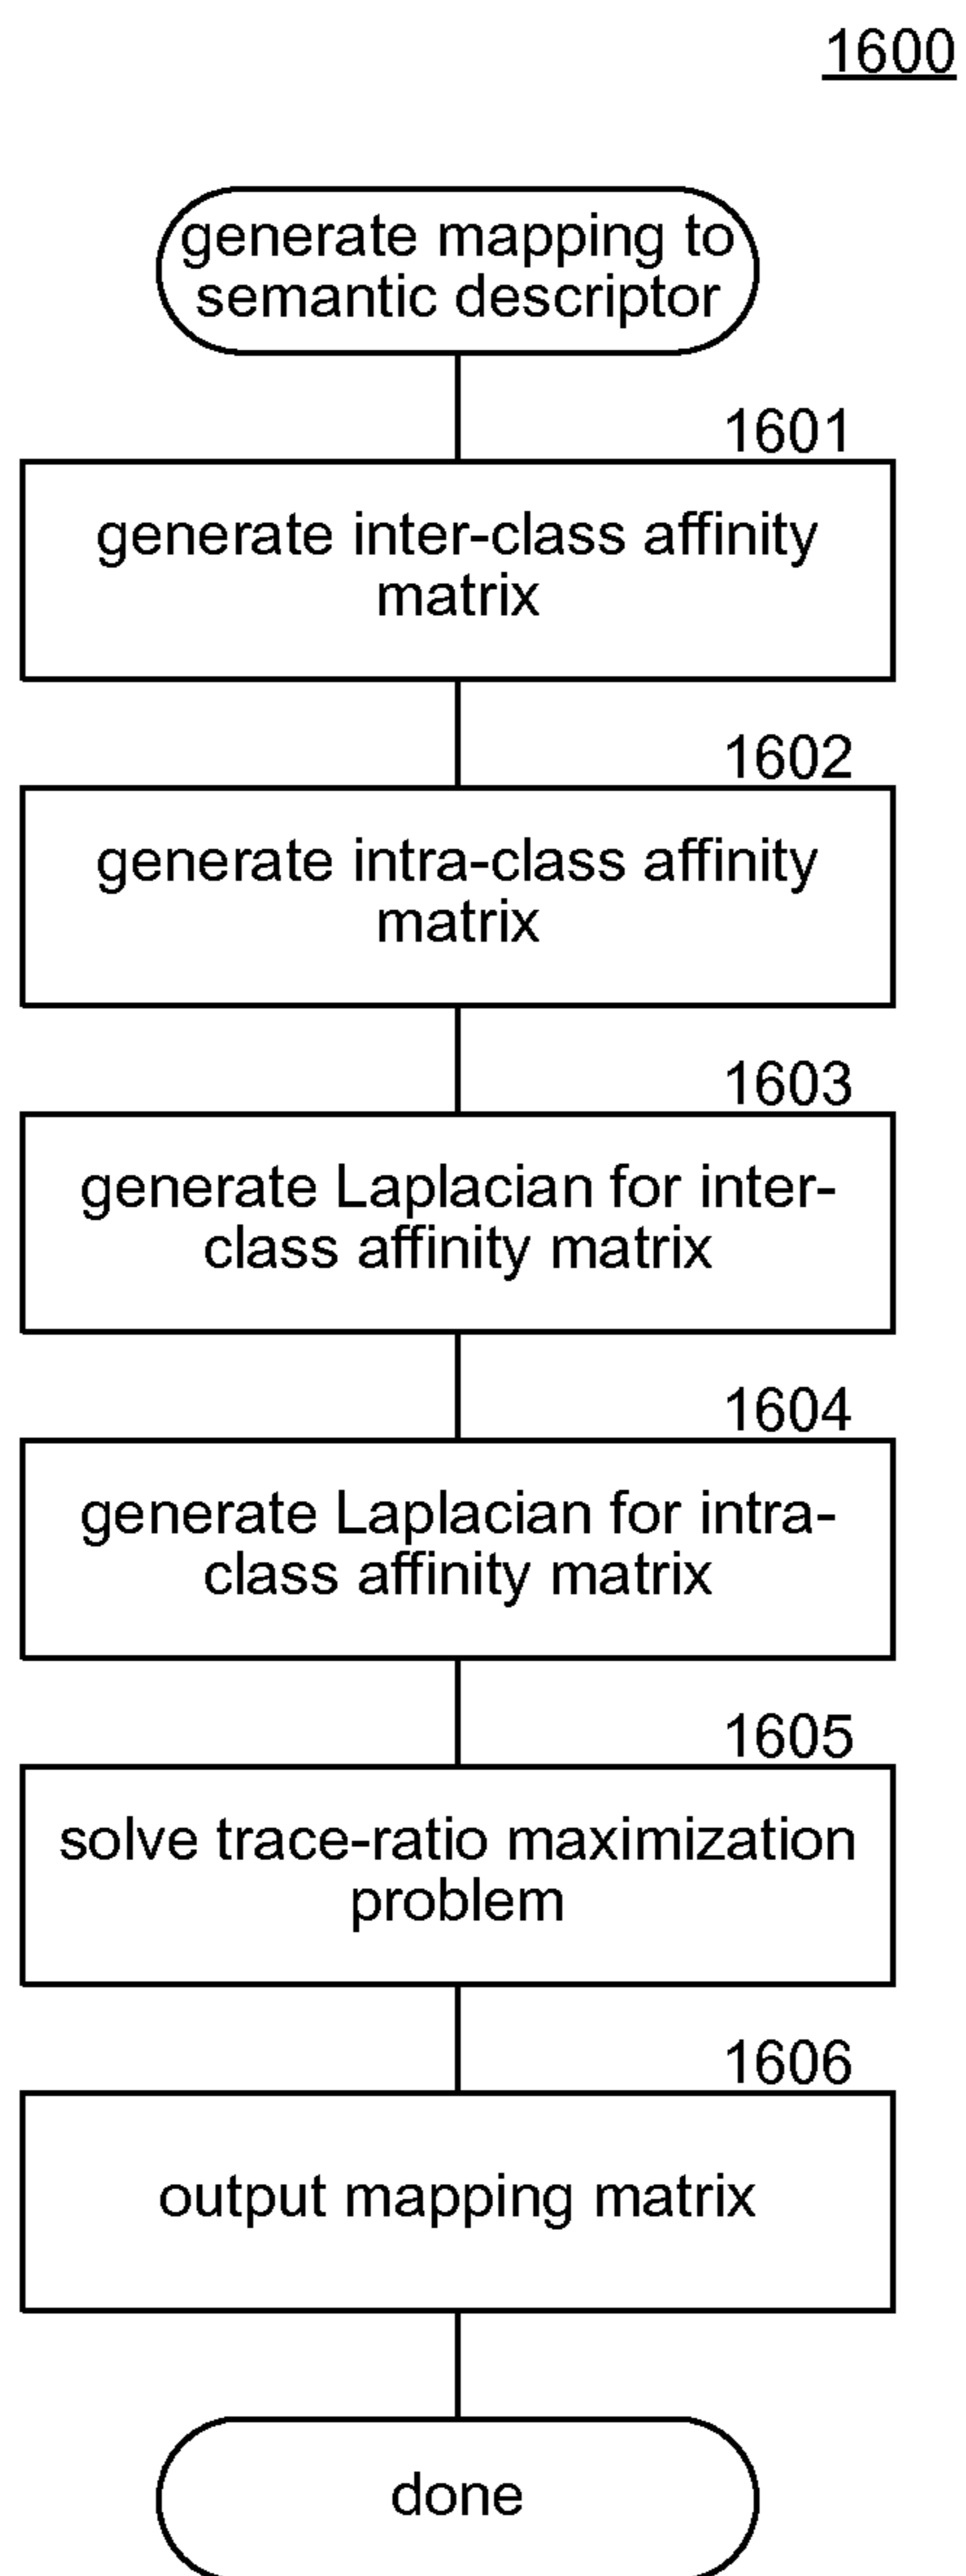 1600
generate mapping to
semantic descriptor
1601
generate inter-class affinity
matrix
1602
generate intra-class affinity
matrix
1603
generate Laplacian for inter-
class affinity matrix
1604
generate Laplacian for intra-
class affinity matrix
1605
solve trace-ratio maximization
problem
1606
output mapping matrix
done